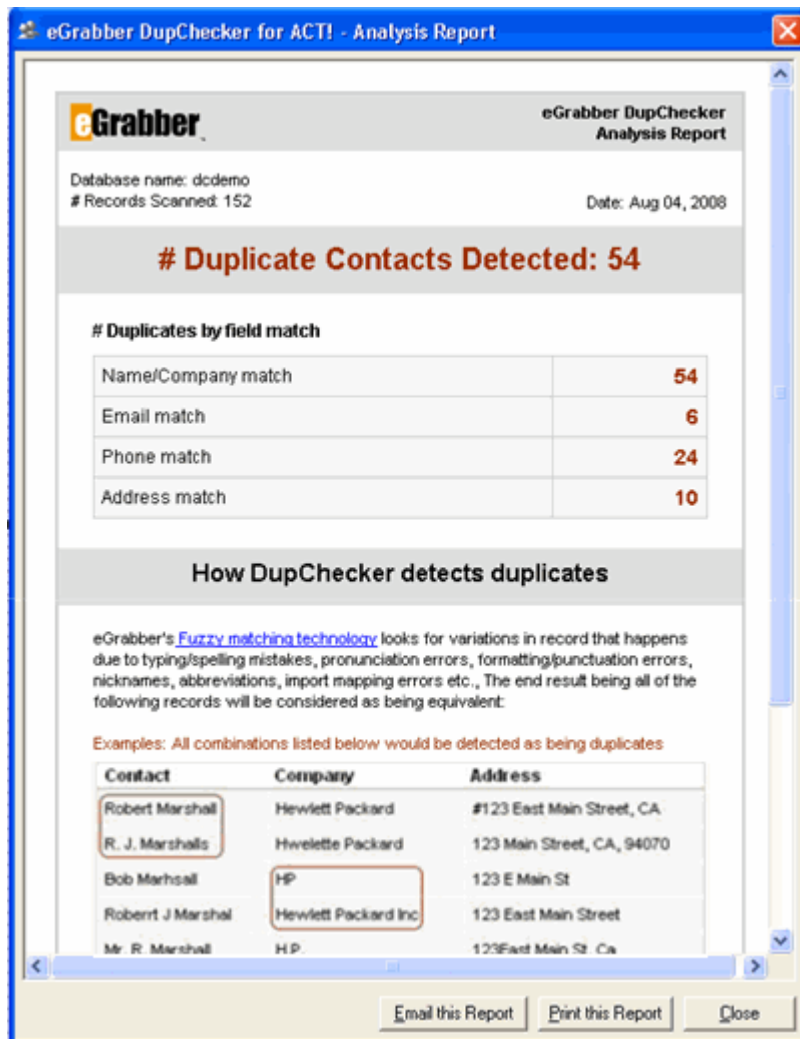 eGrabber DupChecker for ACT! - Analysis Report
eGrabber
eGrabber DupChecker
Analysis Report
Database name: dcdemo
# Records Scanned: 152
Date: Aug 04, 2008
# Duplicate Contacts Detected: 54
# Duplicates by field match
Name/Company match 54
Email match 6
Phone match 24
Address match 10
How DupChecker detects duplicates
eGrabber's Fuzzy matching technology looks for variations in record that happens
due to typing/spelling mistakes, pronunciation errors, formatting/punctuation errors,
nicknames, abbreviations, import mapping errors etc., The end result being all of the
following records will be considered as being equivalent:
Examples: All combinations listed below would be detected as being duplicates
Contact Company Address
Robert Marshall Hewlett Packard #123 East Main Street, CA
R. J. Marshalls Hwelette Packard 123 Main Street, CA, 94070
Bob Marhsall HP 123 E Main St
Roberrt J Marshal Hewlett Packard Inc 123 East Main Street
Mr. R. Marshall H.P. 123East Main St. Ca
Email this Report Print this Report Close